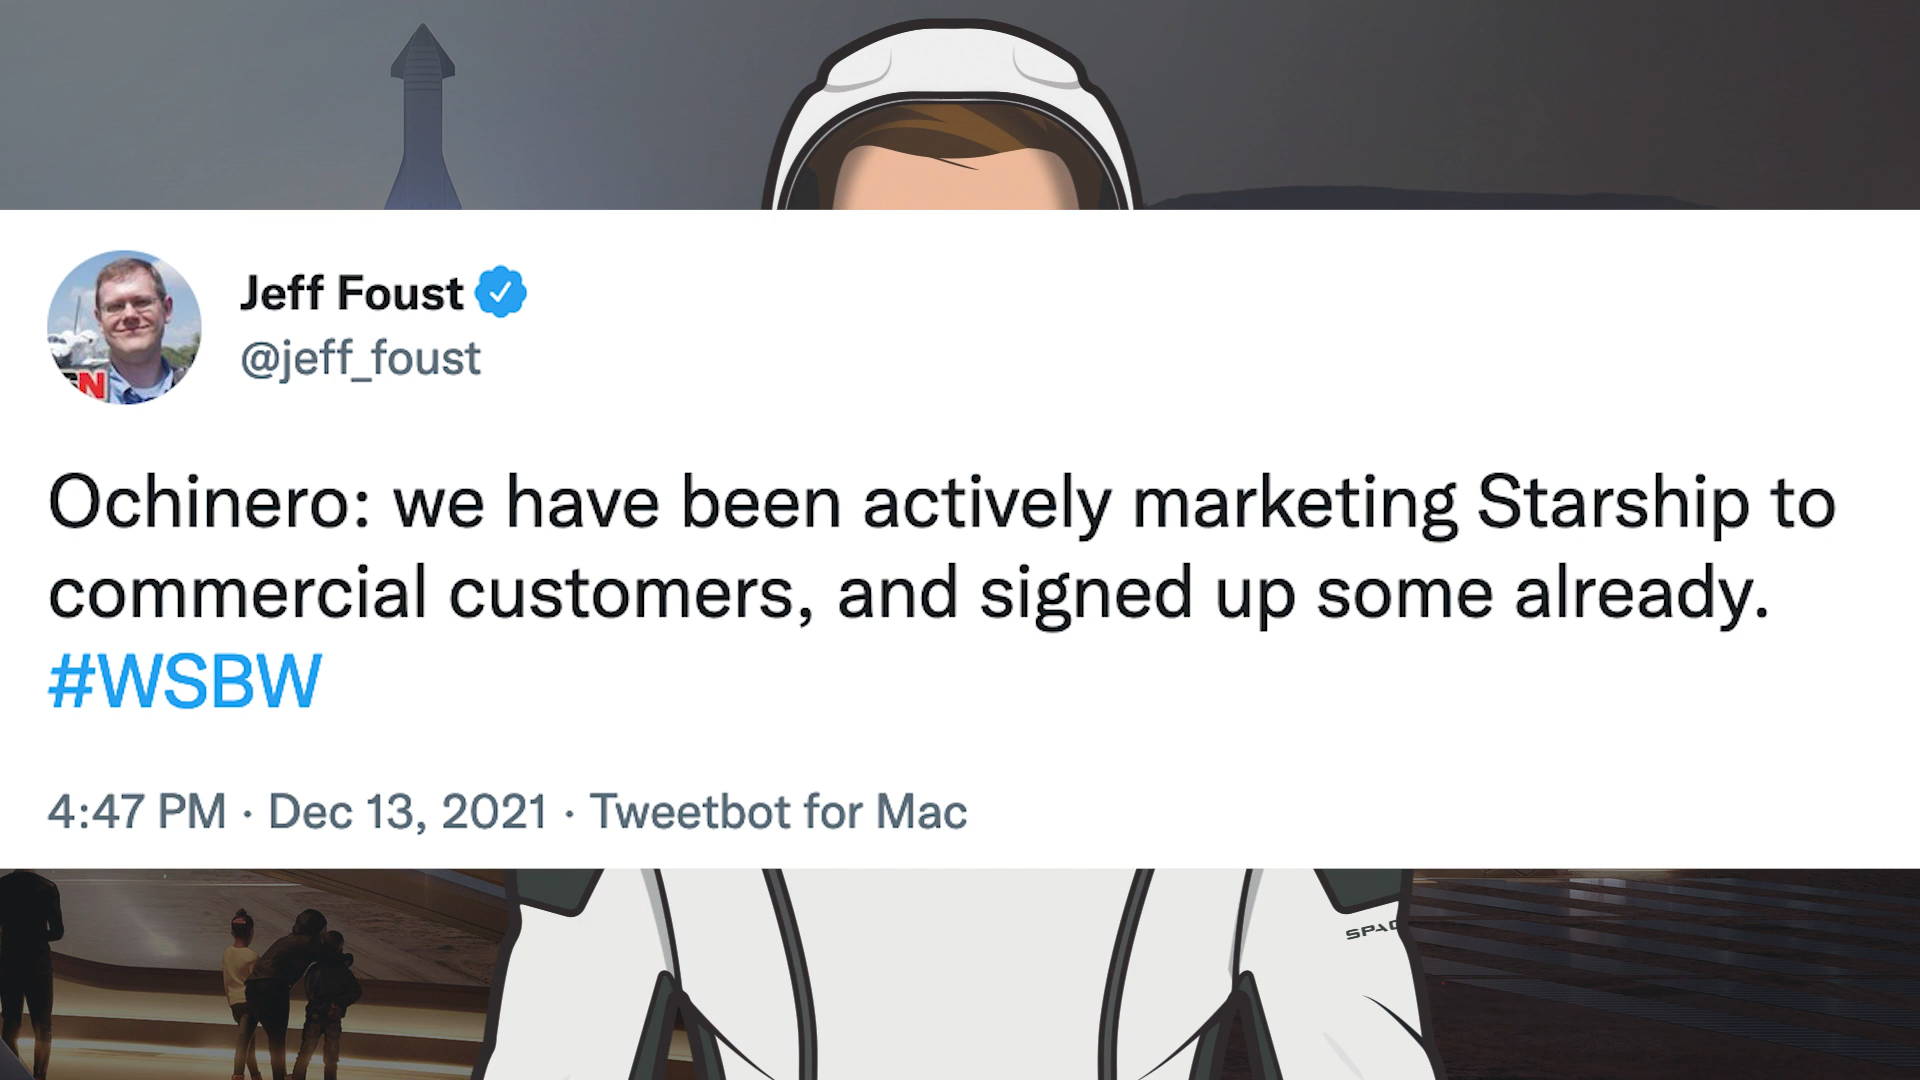 Jeff Foust
@jeff_foust
N
Ochinero: we have been actively marketing Starship to
commercial customers, and signed up some already.
#WSBW
4:47 PM · Dec 13, 2021 · Tweetbot for Mac
SPAC